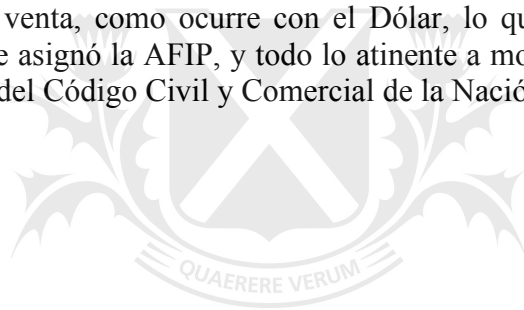 venta, como ocurre con el Dólar, lo qu
e asignó la AFIP, y todo lo atinente a mo
del Código Civil y Comercial de la Nació
QUAERERE VERUM